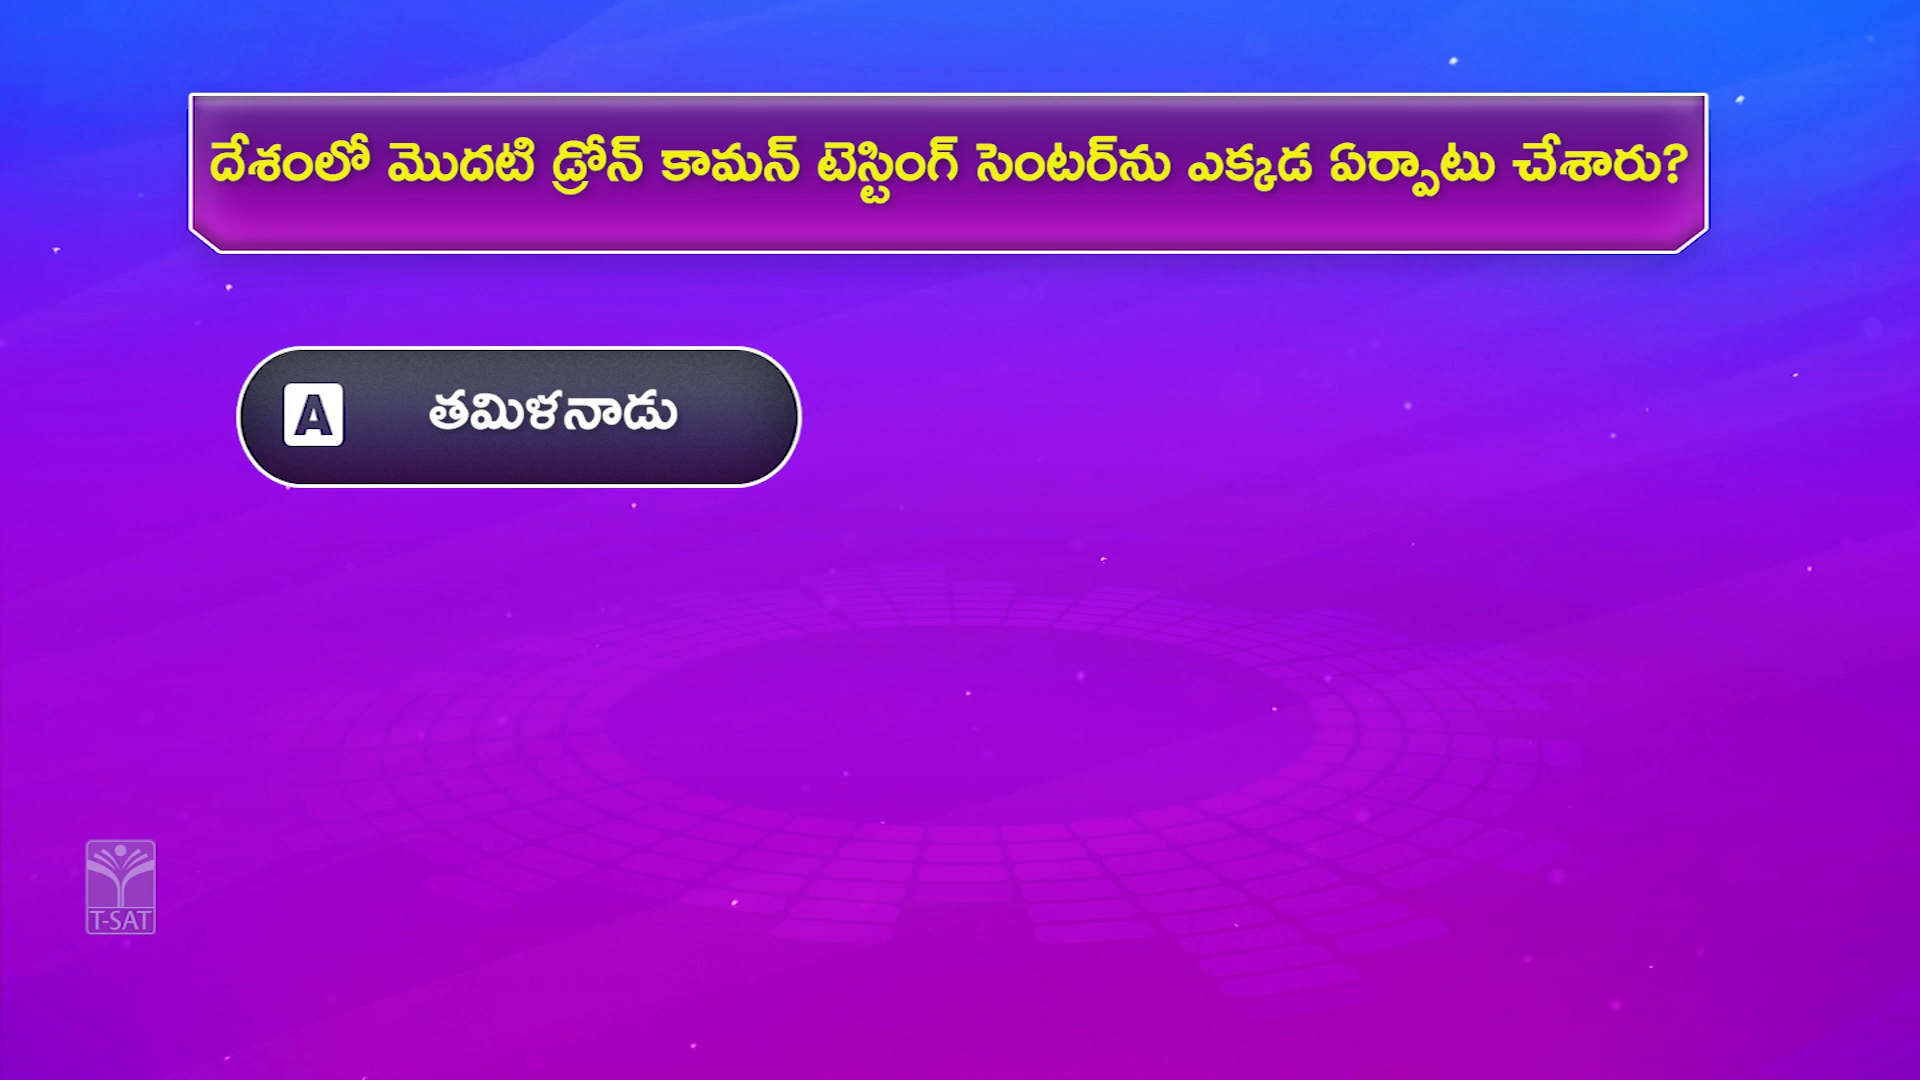 దేశంలో మొదటి డ్రోన్ కామన్ టెస్టింగ్ సెంటర్‌ను ఎక్కడ ఏర్పాటు చేశారు?
A తమిళనాడు
T-SAT